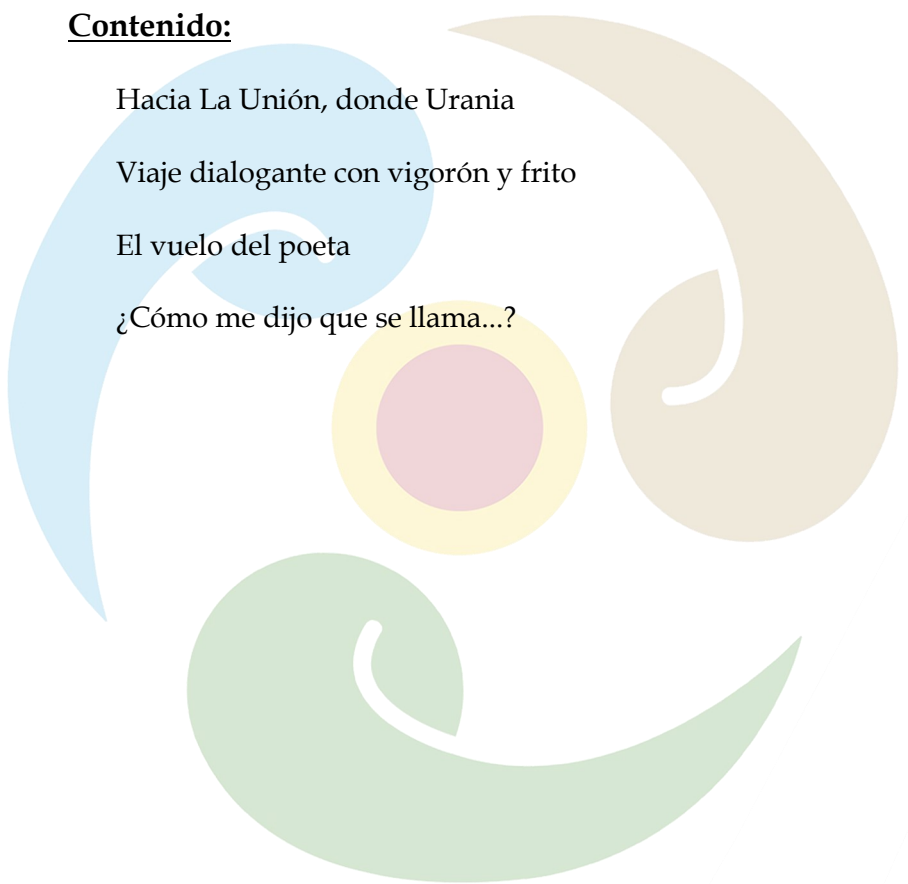 Contenido:
Hacia La Unión, donde Urania
Viaje dialogante con vigorón y frito
El vuelo del poeta
¿Cómo me dijo que se llama...?